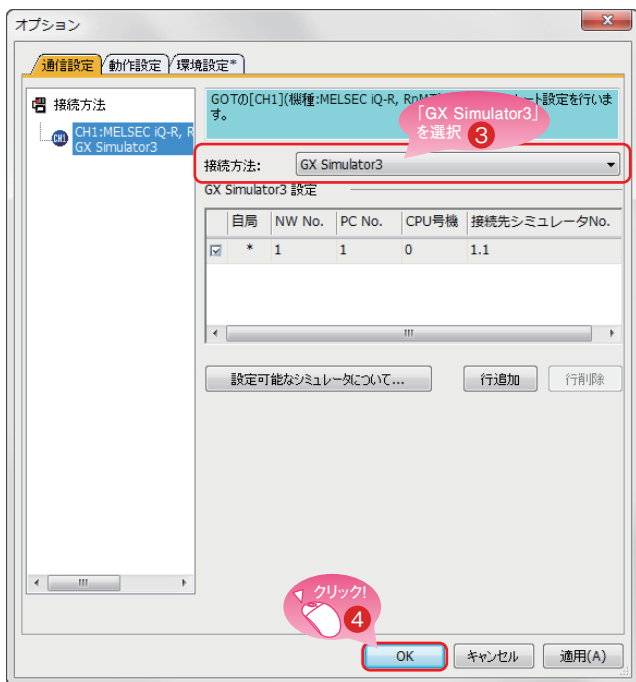 オプション
通信設定
動作設定
環境設定*
接続方法
CH1:MELSEC iQ-R, R
GX Simulator3
GOTの[CH1](機種:MELSEC iQ-R, RnMT
ート設定を行いま
す。
「GX Simulator3」
を選択 3
接続方法:
GX Simulator3
GX Simulator3 設定
自局 NW No. PC No. CPU号機 接続先シミュレータNo.
* 1 1 0 1.1
設定可能なシミュレータについて...
行追加
行削除
クリック!
4
OK
キャンセル
適用(A)